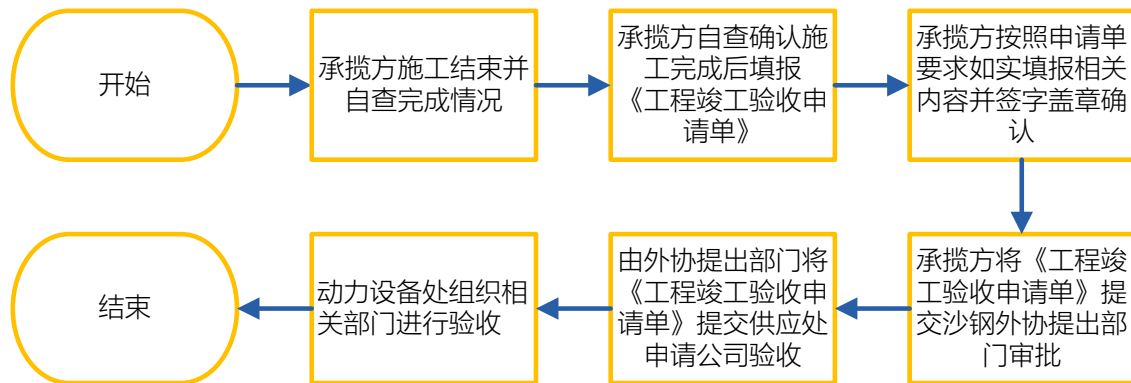 开始
承揽方施工结束并
自查完成情况
承揽方自查确认施
工完成后填报
《工程竣工验收申
请单》
承揽方按照申请单
要求如实填报相关
内容并签字盖章确
认
承揽方将《工程竣
工验收申请单》提
交沙钢外协提出部
门审批
由外协提出部门将
《工程竣工验收申
请单》提交供应处
申请公司验收
动力设备处组织相
关部门进行验收
结束